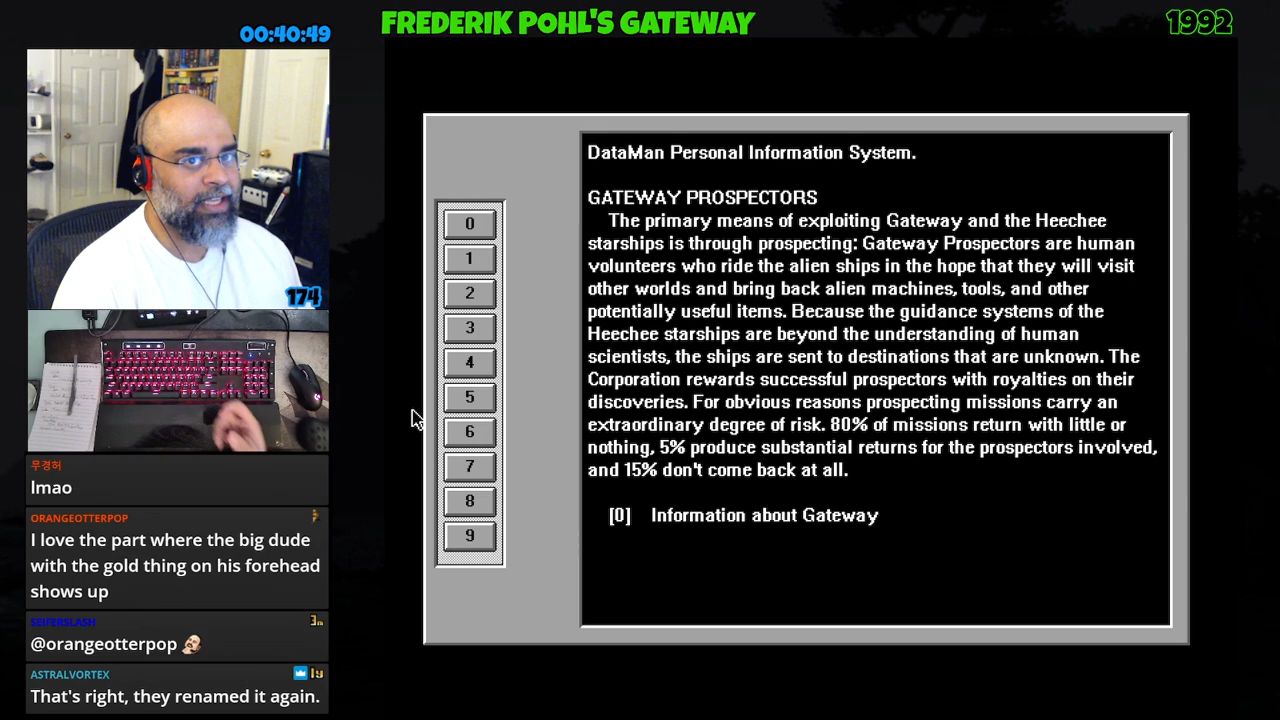 00:40:49
FREDERIK POHL'S GATEWAY
1992
174
DataMan Personal Information System.
GATEWAY PROSPECTORS
The primary means of exploiting Gateway and the Heechee
starships is through prospecting: Gateway Prospectors are human
volunteers who ride the alien ships in the hope that they will visit
other worlds and bring back alien machines, tools, and other
potentially useful items. Because the guidance systems of the
Heechee starships are beyond the understanding of human
scientists, the ships are sent to destinations that are unknown. The
Corporation rewards successful prospectors with royalties on their
discoveries. For obvious reasons prospecting missions carry an
extraordinary degree of risk. 80% of missions return with little or
nothing, 5% produce substantial returns for the prospectors involved,
and 15% don't come back at all.
[0] Information about Gateway
0
1
2
3
4
5
6
7
8
9
무경허
lmao
ORANGEOTTERPOP
I love the part where the big dude
with the gold thing on his forehead
shows up
SEIFERSLASH
3m
@orangeotterpop
ASTRALVORTEX
1y
That's right, they renamed it again.